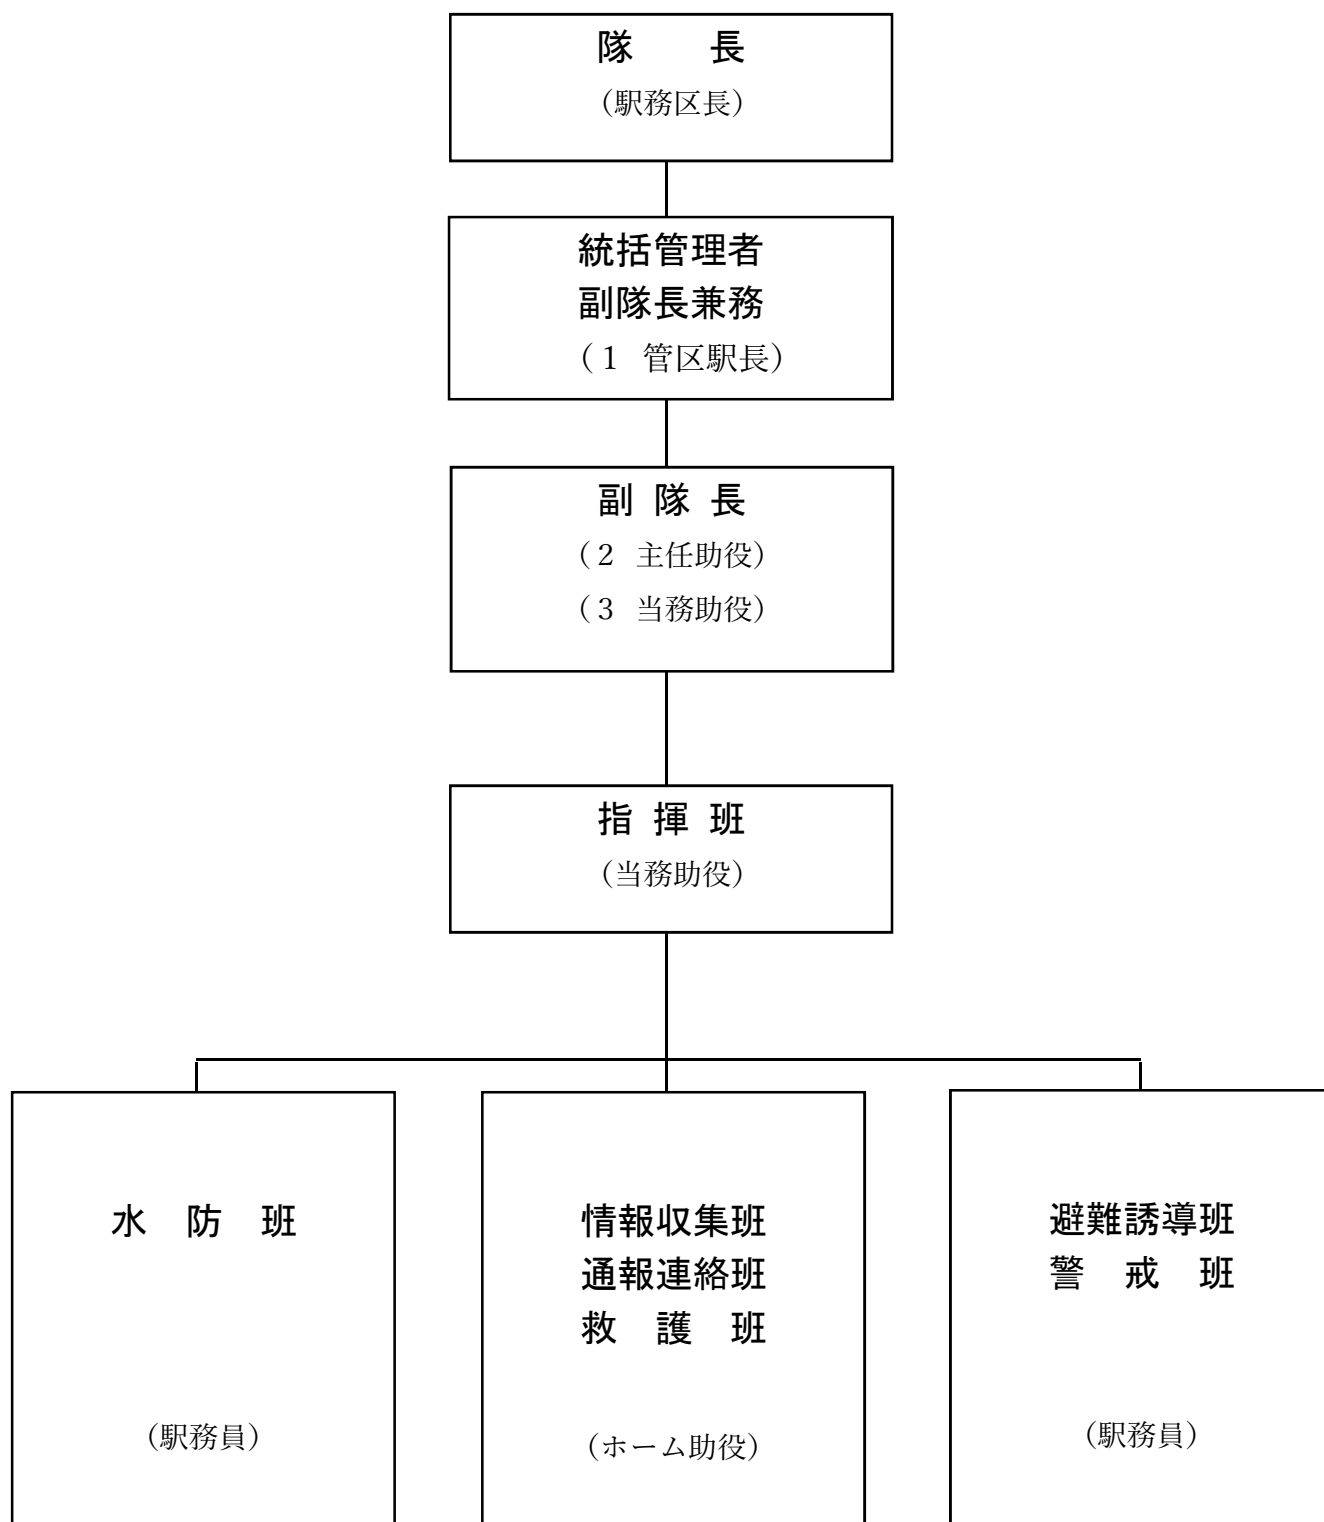 隊　　長
（駅務区長）
統括管理者
副隊長兼務
（１ 管区駅長）
副 隊 長
（２ 主任助役）
（３ 当務助役）
指 揮 班
（当務助役）
水　防　班
（駅務員）
情報収集班
通報連絡班
救　護　班
（ホーム助役）
避難誘導班
警　戒　班
（駅務員）